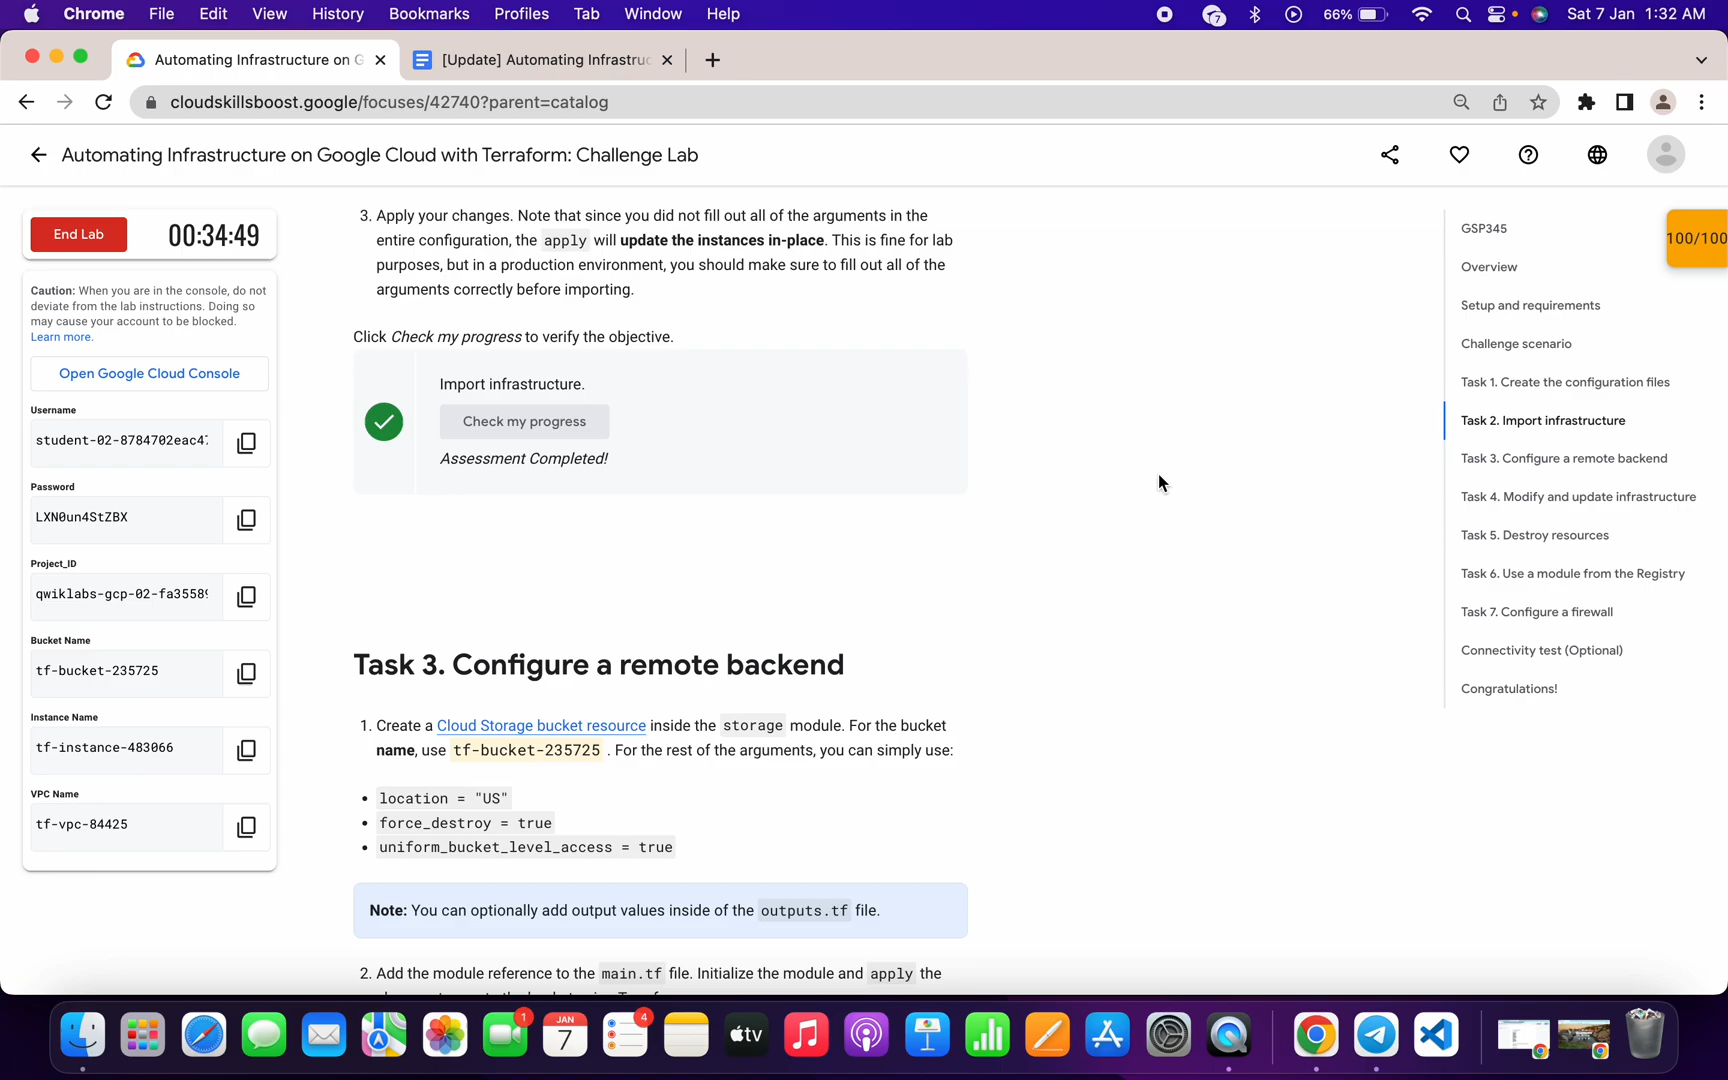 Chrome File Edit View History Bookmarks Profiles Tab Window Help
7 66% Sat 7 Jan 1:32 AM
Automating Infrastructure on G
[Update] Automating Infrastruc
cloudskillsboost.google/focuses/42740?parent=catalog
Automating Infrastructure on Google Cloud with Terraform: Challenge Lab
End Lab 00:34:49
Caution: When you are in the console, do not
deviate from the lab instructions. Doing so
may cause your account to be blocked.
Learn more.
Open Google Cloud Console
Username
student-02-8784702eac47
Password
LXN0un4StZBX
Project_ID
qwiklabs-gcp-02-fa35589
Bucket Name
tf-bucket-235725
Instance Name
tf-instance-483066
VPC Name
tf-vpc-84425
3. Apply your changes. Note that since you did not fill out all of the arguments in the
entire configuration, the apply will update the instances in-place. This is fine for lab
purposes, but in a production environment, you should make sure to fill out all of the
arguments correctly before importing.
Click Check my progress to verify the objective.
Import infrastructure.
Check my progress
Assessment Completed!
Task 3. Configure a remote backend
1. Create a Cloud Storage bucket resource inside the storage module. For the bucket
name, use tf-bucket-235725 . For the rest of the arguments, you can simply use:
• location = "US"
• force_destroy = true
• uniform_bucket_level_access = true
Note: You can optionally add output values inside of the outputs.tf file.
2. Add the module reference to the main.tf file. Initialize the module and apply the
GSP345
Overview
Setup and requirements
Challenge scenario
Task 1. Create the configuration files
Task 2. Import infrastructure
Task 3. Configure a remote backend
Task 4. Modify and update infrastructure
Task 5. Destroy resources
Task 6. Use a module from the Registry
Task 7. Configure a firewall
Connectivity test (Optional)
Congratulations!
100/100
1
JAN
7
4
tv